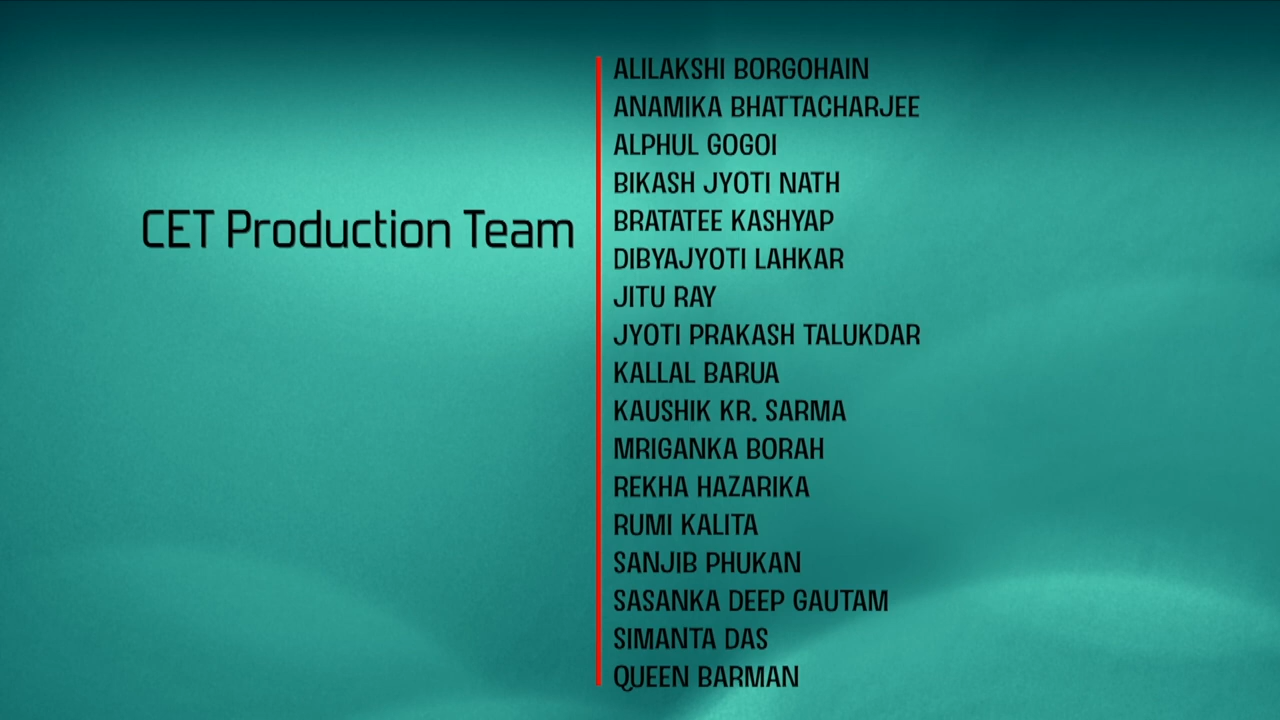 CET Production Team
ALILAKSHI BORGOHAIN
ANAMIKA BHATTACHARJEE
ALPHUL GOGOI
BIKASH JYOTI NATH
BRATATEE KASHYAP
DIBYAJYOTI LAHKAR
JITU RAY
JYOTI PRAKASH TALUKDAR
KALLAL BARUA
KAUSHIK KR. SARMA
MRIGANKA BORAH
REKHA HAZARIKA
RUMI KALITA
SANJIB PHUKAN
SASANKA DEEP GAUTAM
SIMANTA DAS
QUEEN BARMAN